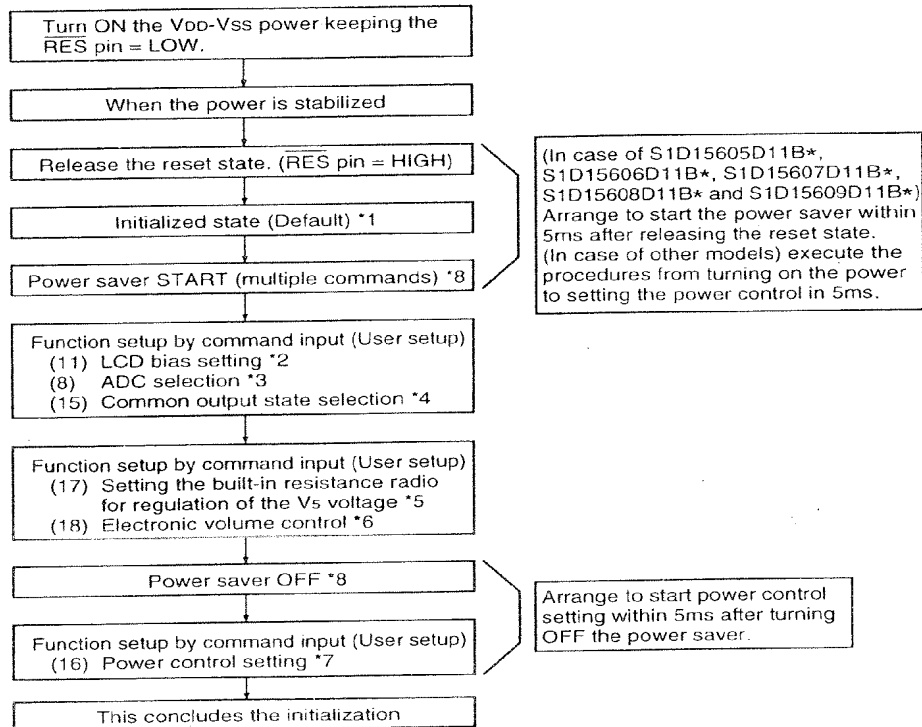 Turn ON the VDD-VSS power keeping the
RES pin = LOW.
When the power is stabilized
Release the reset state. (RES pin = HIGH)
Initialized state (Default) *1
Power saver START (multiple commands) *8
(In case of S1D15605D11B*,
S1D15606D11B*, S1D15607D11B*,
S1D15608D11B* and S1D15609D11B*)
Arrange to start the power saver within
5ms after releasing the reset state.
(In case of other models) execute the
procedures from turning on the power
to setting the power control in 5ms.
Function setup by command input (User setup)
(11) LCD bias setting *2
(8) ADC selection *3
(15) Common output state selection *4
Function setup by command input (User setup)
(17) Setting the built-in resistance radio
for regulation of the V5 voltage *5
(18) Electronic volume control *6
Power saver OFF *8
Function setup by command input (User setup)
(16) Power control setting *7
Arrange to start power control
setting within 5ms after turning
OFF the power saver.
This concludes the initialization